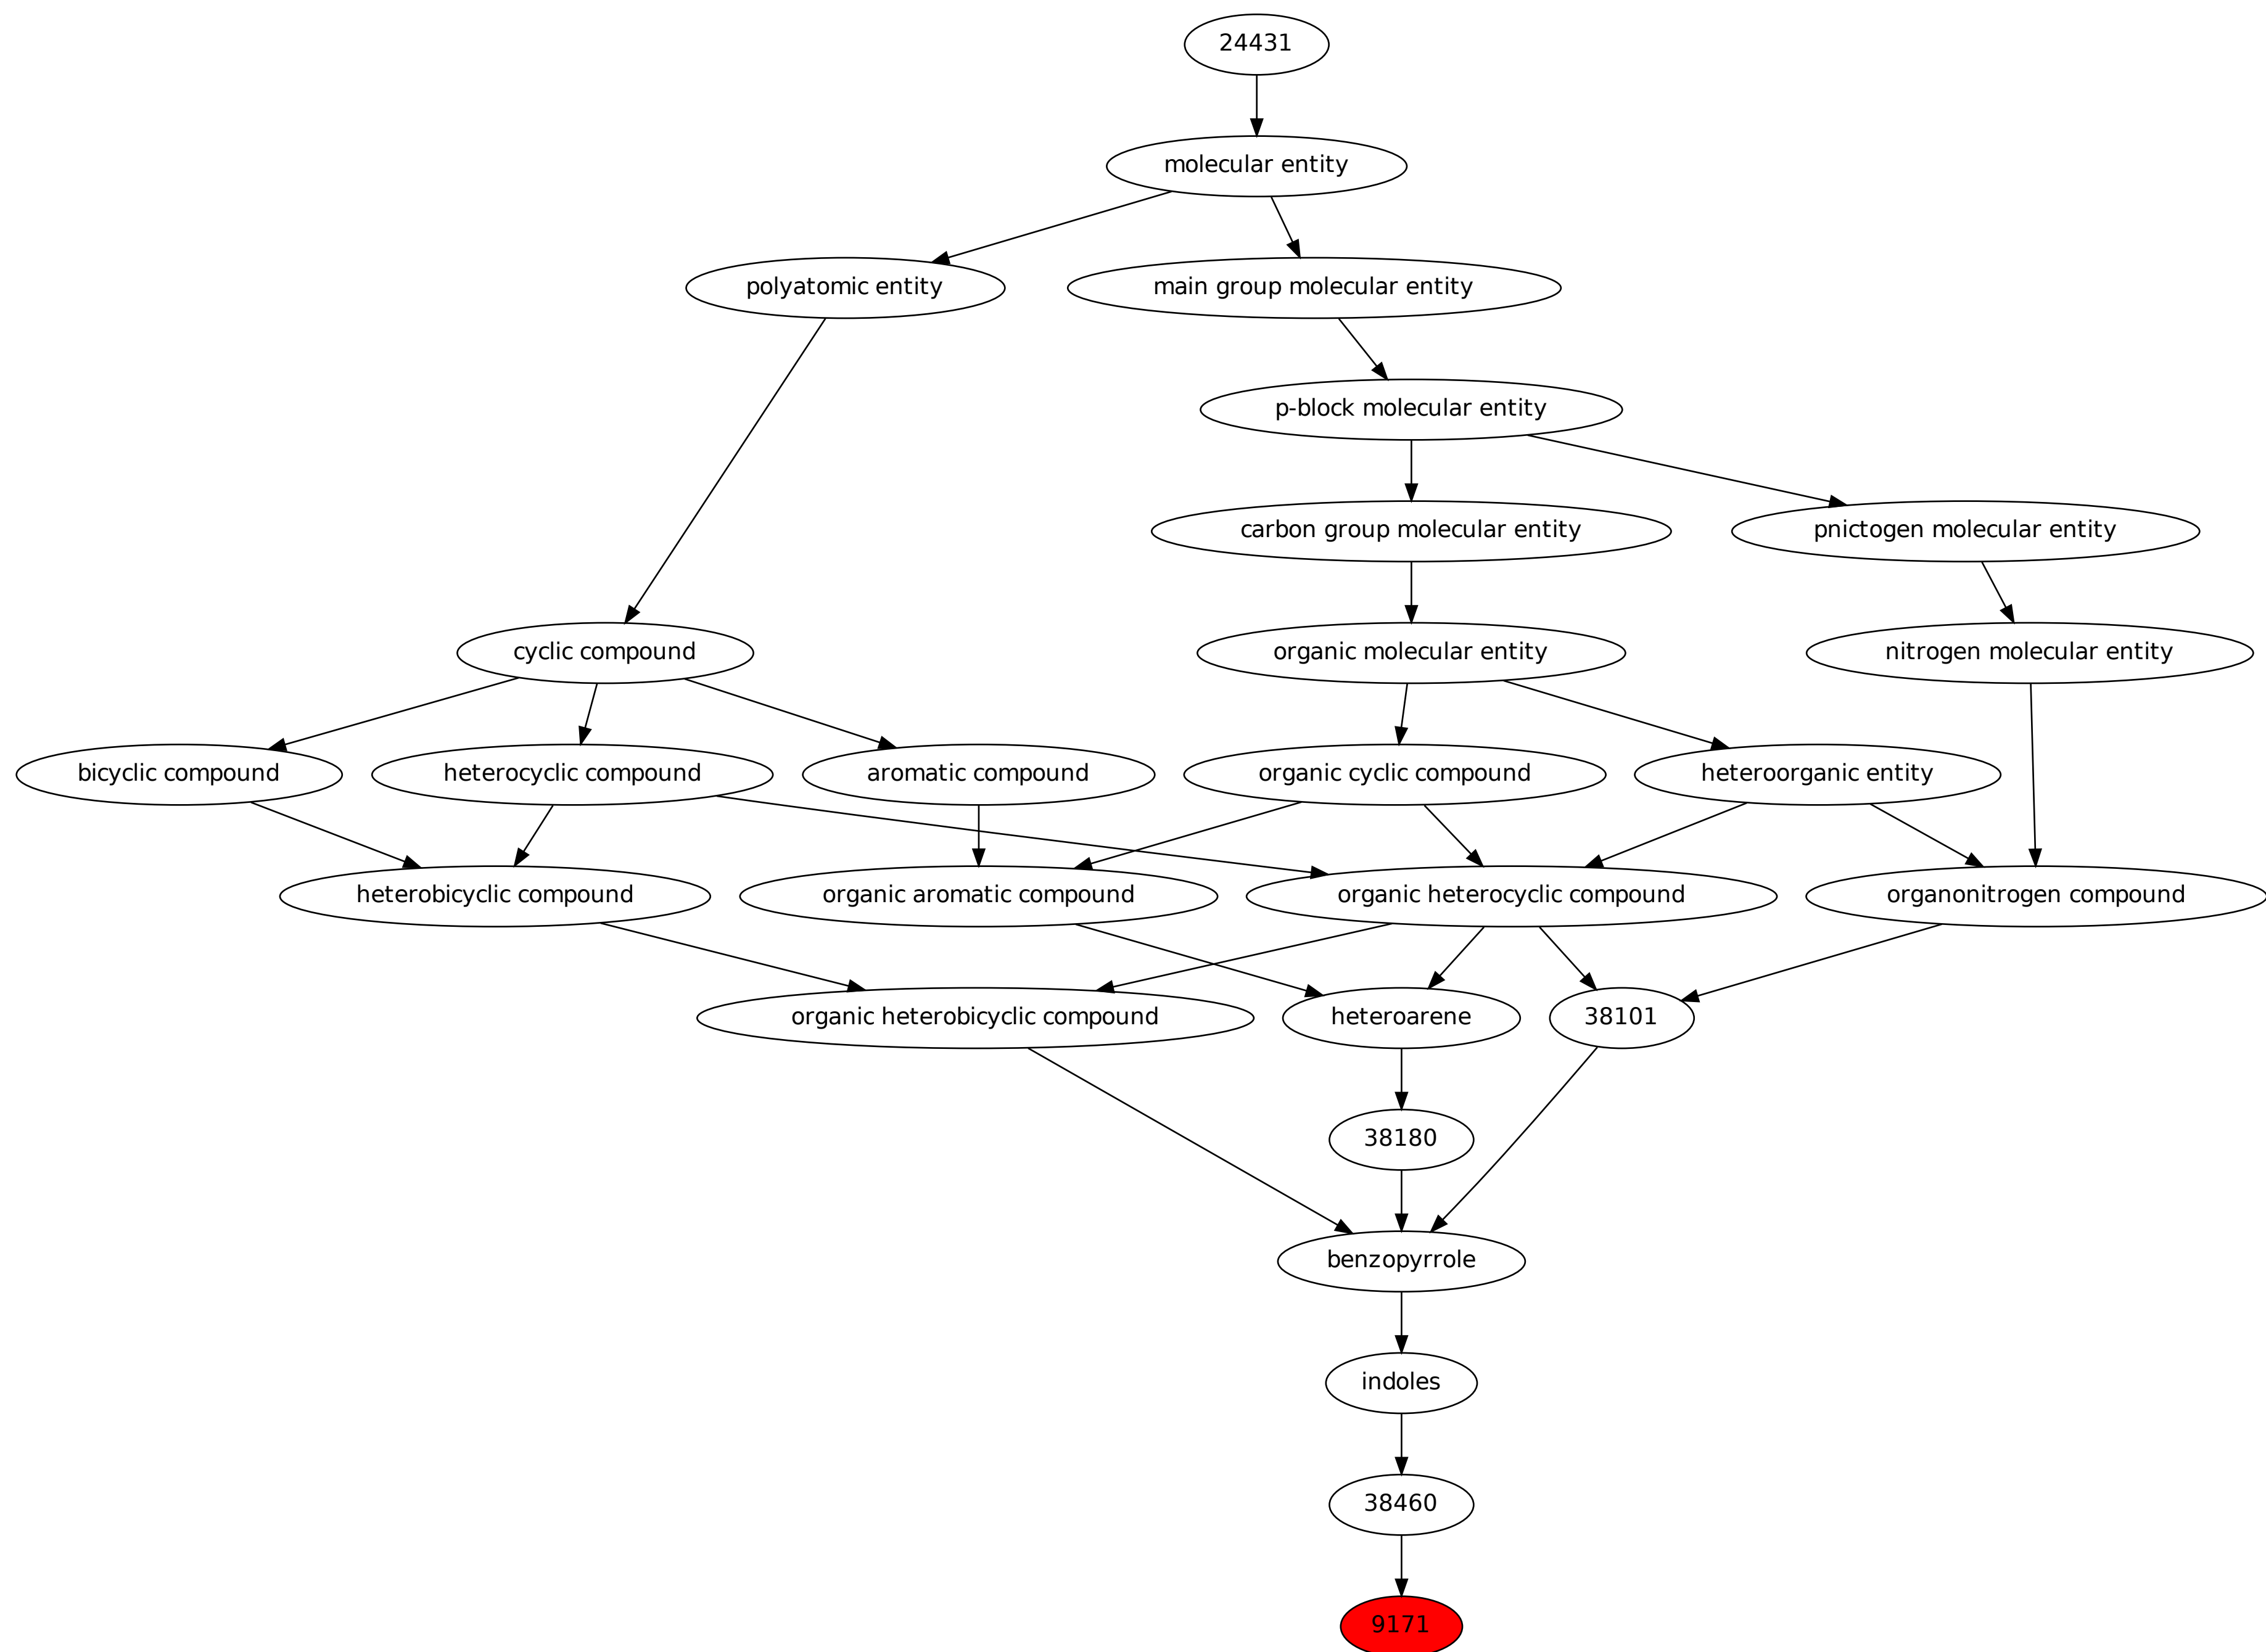 24431
molecular entity
polyatomic entity
main group molecular entity
p-block molecular entity
carbon group molecular entity
pnictogen molecular entity
cyclic compound
organic molecular entity
nitrogen molecular entity
bicyclic compound
heterocyclic compound
aromatic compound
organic cyclic compound
heteroorganic entity
heterobicyclic compound
organic aromatic compound
organic heterocyclic compound
organonitrogen compound
organic heterobicyclic compound
heteroarene
38101
38180
benzopyrrole
indoles
38460
9171